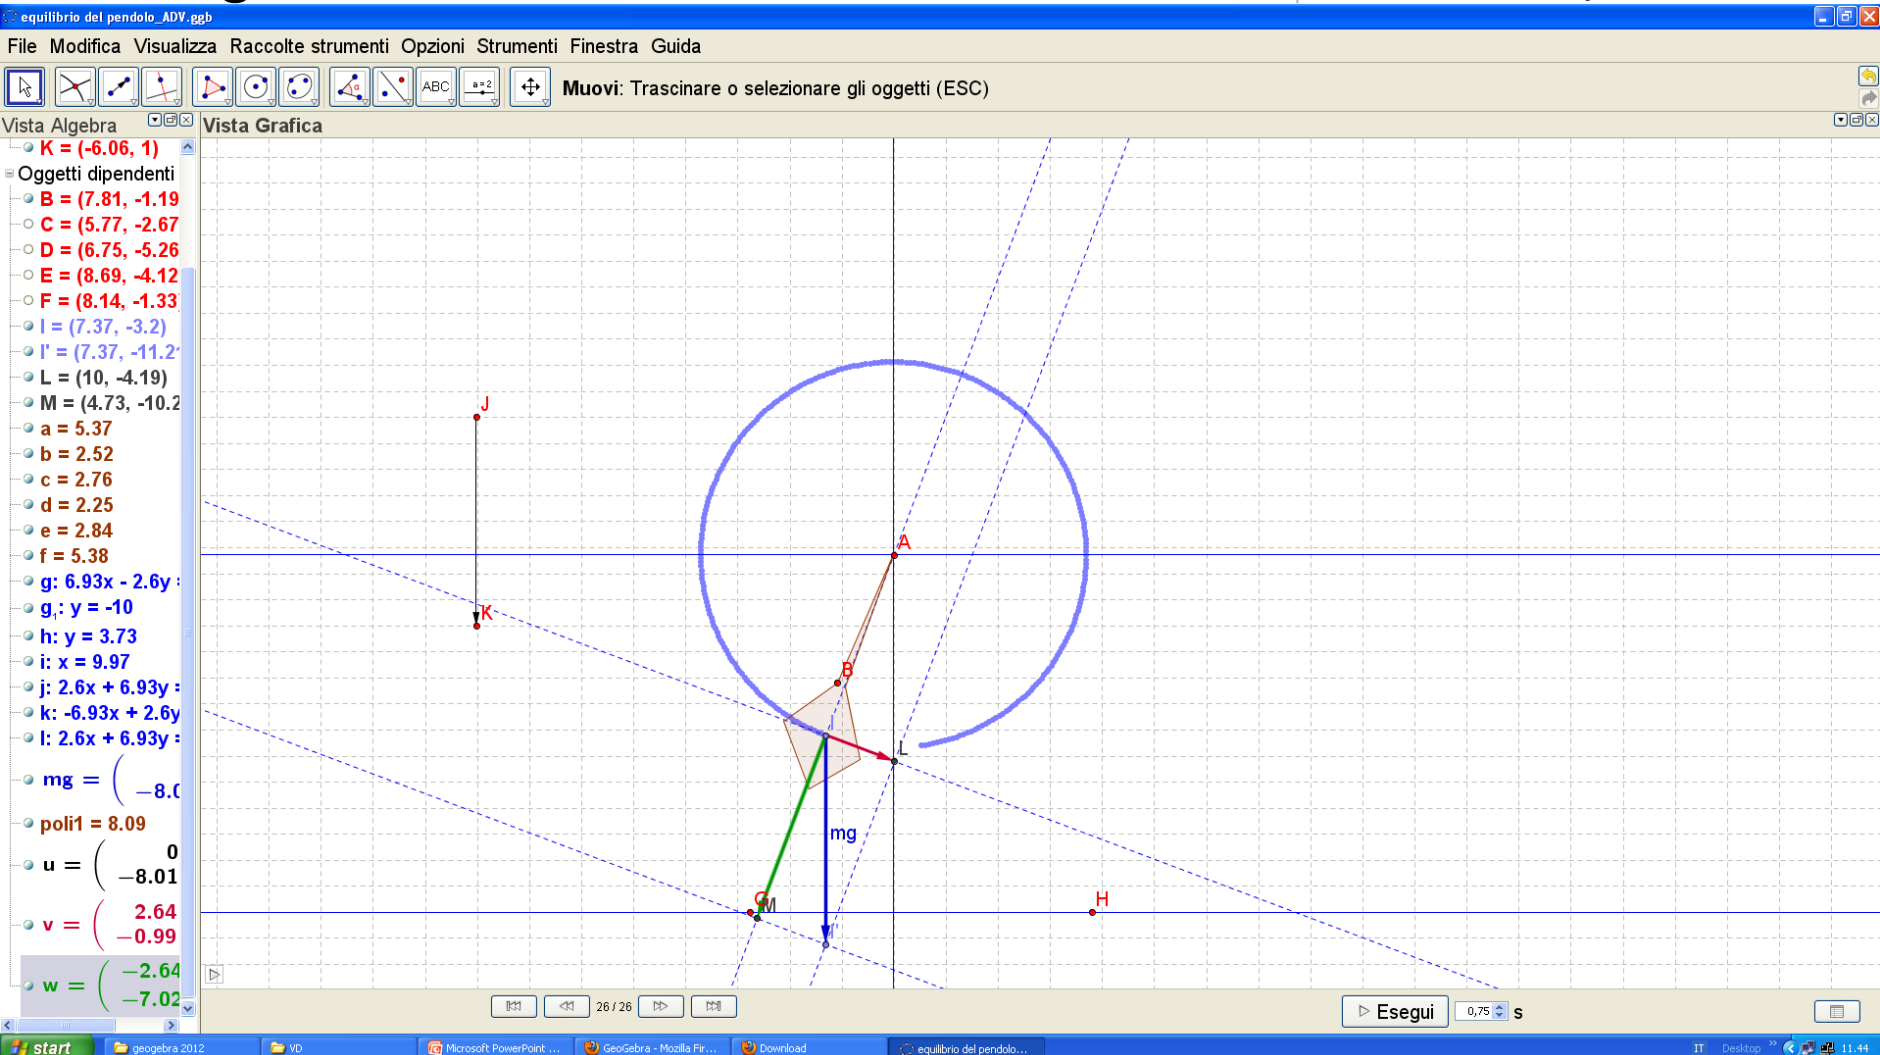 equilibrio del pendolo_ADV.ggb
File Modifica Visualizza Raccolte strumenti Opzioni Strumenti Finestra Guida
ABC
a=2
Muovi: Trascinare o selezionare gli oggetti (ESC)
Vista Algebra
Vista Grafica
K = (-6.06, 1)
Oggetti dipendenti
B = (7.81, -1.19
C = (5.77, -2.67
D = (6.75, -5.26
E = (8.69, -4.12
F = (8.14, -1.33
I = (7.37, -3.2)
I' = (7.37, -11.2
L = (10, -4.19)
M = (4.73, -10.2
a = 5.37
b = 2.52
c = 2.76
d = 2.25
e = 2.84
f = 5.38
g: 6.93x - 2.6y =
g₁: y = -10
h: y = 3.73
i: x = 9.97
j: 2.6x + 6.93y =
k: -6.93x + 2.6y
l: 2.6x + 6.93y =
mg = ( −8.0
poli1 = 8.09
u = ( 0
−8.01
v = ( 2.64
−0.99
w = ( −2.64
−7.02
J
K
A
B
I
L
mg
G
M
I'
H
26 / 26
Esegui
0,75
s
start
geogebra 2012
VD
Microsoft PowerPoint ...
GeoGebra - Mozilla Fir...
Download
equilibrio del pendolo...
IT
Desktop
11.44